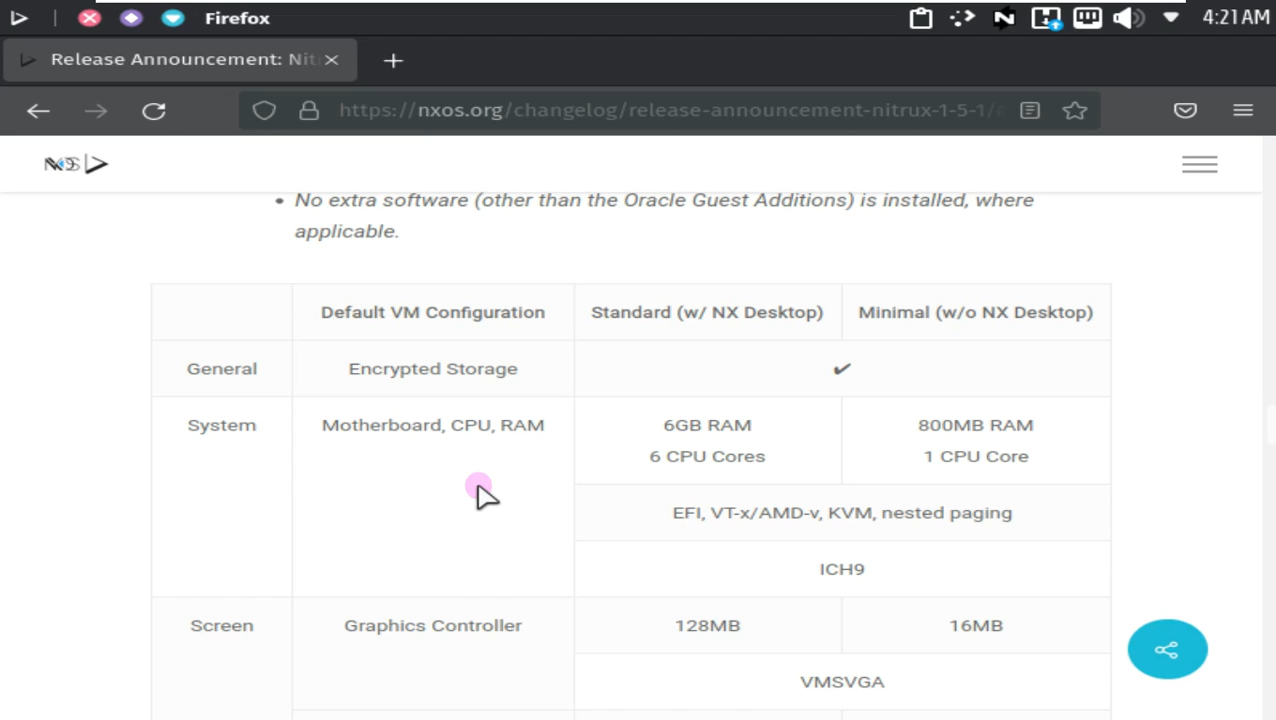 Firefox
4:21 AM
Release Announcement: Nit
https://nxos.org/changelog/release-announcement-nitrux-1-5-1/
• No extra software (other than the Oracle Guest Additions) is installed, where
applicable.
Default VM Configuration Standard (w/ NX Desktop) Minimal (w/o NX Desktop)
General Encrypted Storage ✔
System Motherboard, CPU, RAM 6GB RAM 800MB RAM
6 CPU Cores 1 CPU Core
EFI, VT-x/AMD-v, KVM, nested paging
ICH9
Screen Graphics Controller 128MB 16MB
VMSVGA